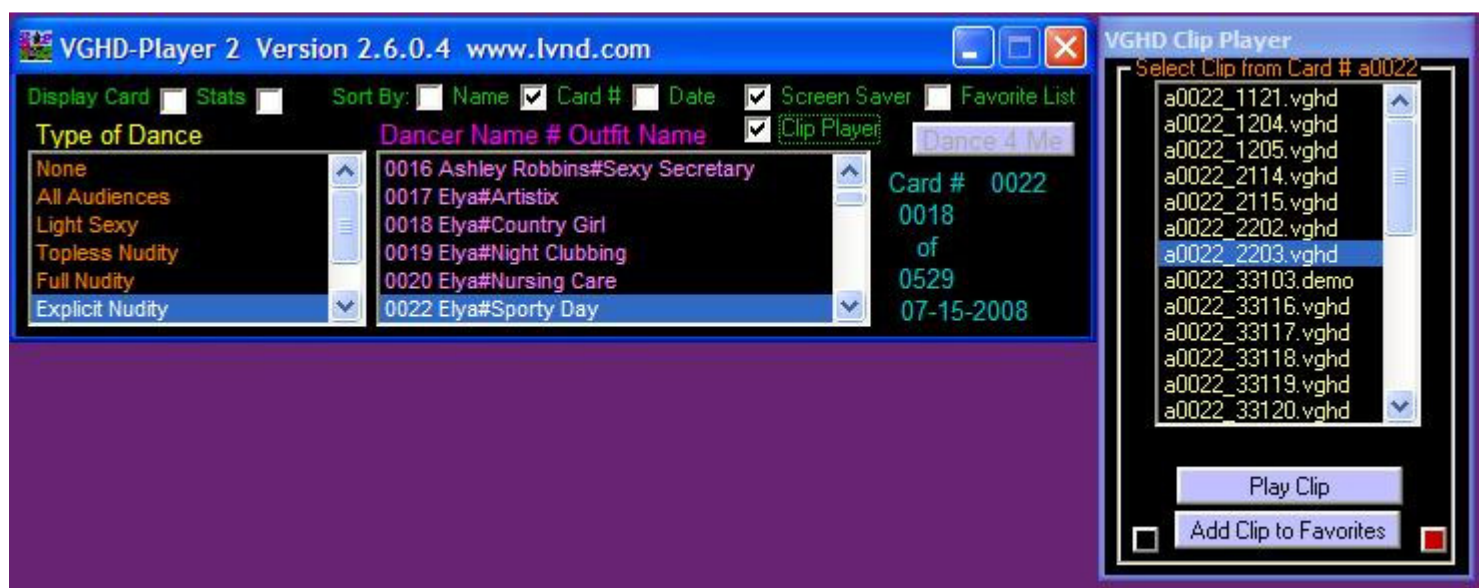 VGHD-Player 2 Version 2.6.0.4 www.lvnd.com
Display Card Stats Sort By: Name Card # Date Screen Saver Favorite List
Type of Dance Dancer Name # Outfit Name Clip Player Dance 4 Me
None
All Audiences
Light Sexy
Topless Nudity
Full Nudity
Explicit Nudity
0016 Ashley Robbins#Sexy Secretary
0017 Elya#Artistix
0018 Elya#Country Girl
0019 Elya#Night Clubbing
0020 Elya#Nursing Care
0022 Elya#Sporty Day
Card # 0022
0018
of
0529
07-15-2008
VGHD Clip Player
Select Clip from Card # a0022
a0022_1121.vghd
a0022_1204.vghd
a0022_1205.vghd
a0022_2114.vghd
a0022_2115.vghd
a0022_2202.vghd
a0022_2203.vghd
a0022_33103.demo
a0022_33116.vghd
a0022_33117.vghd
a0022_33118.vghd
a0022_33119.vghd
a0022_33120.vghd
Play Clip
Add Clip to Favorites